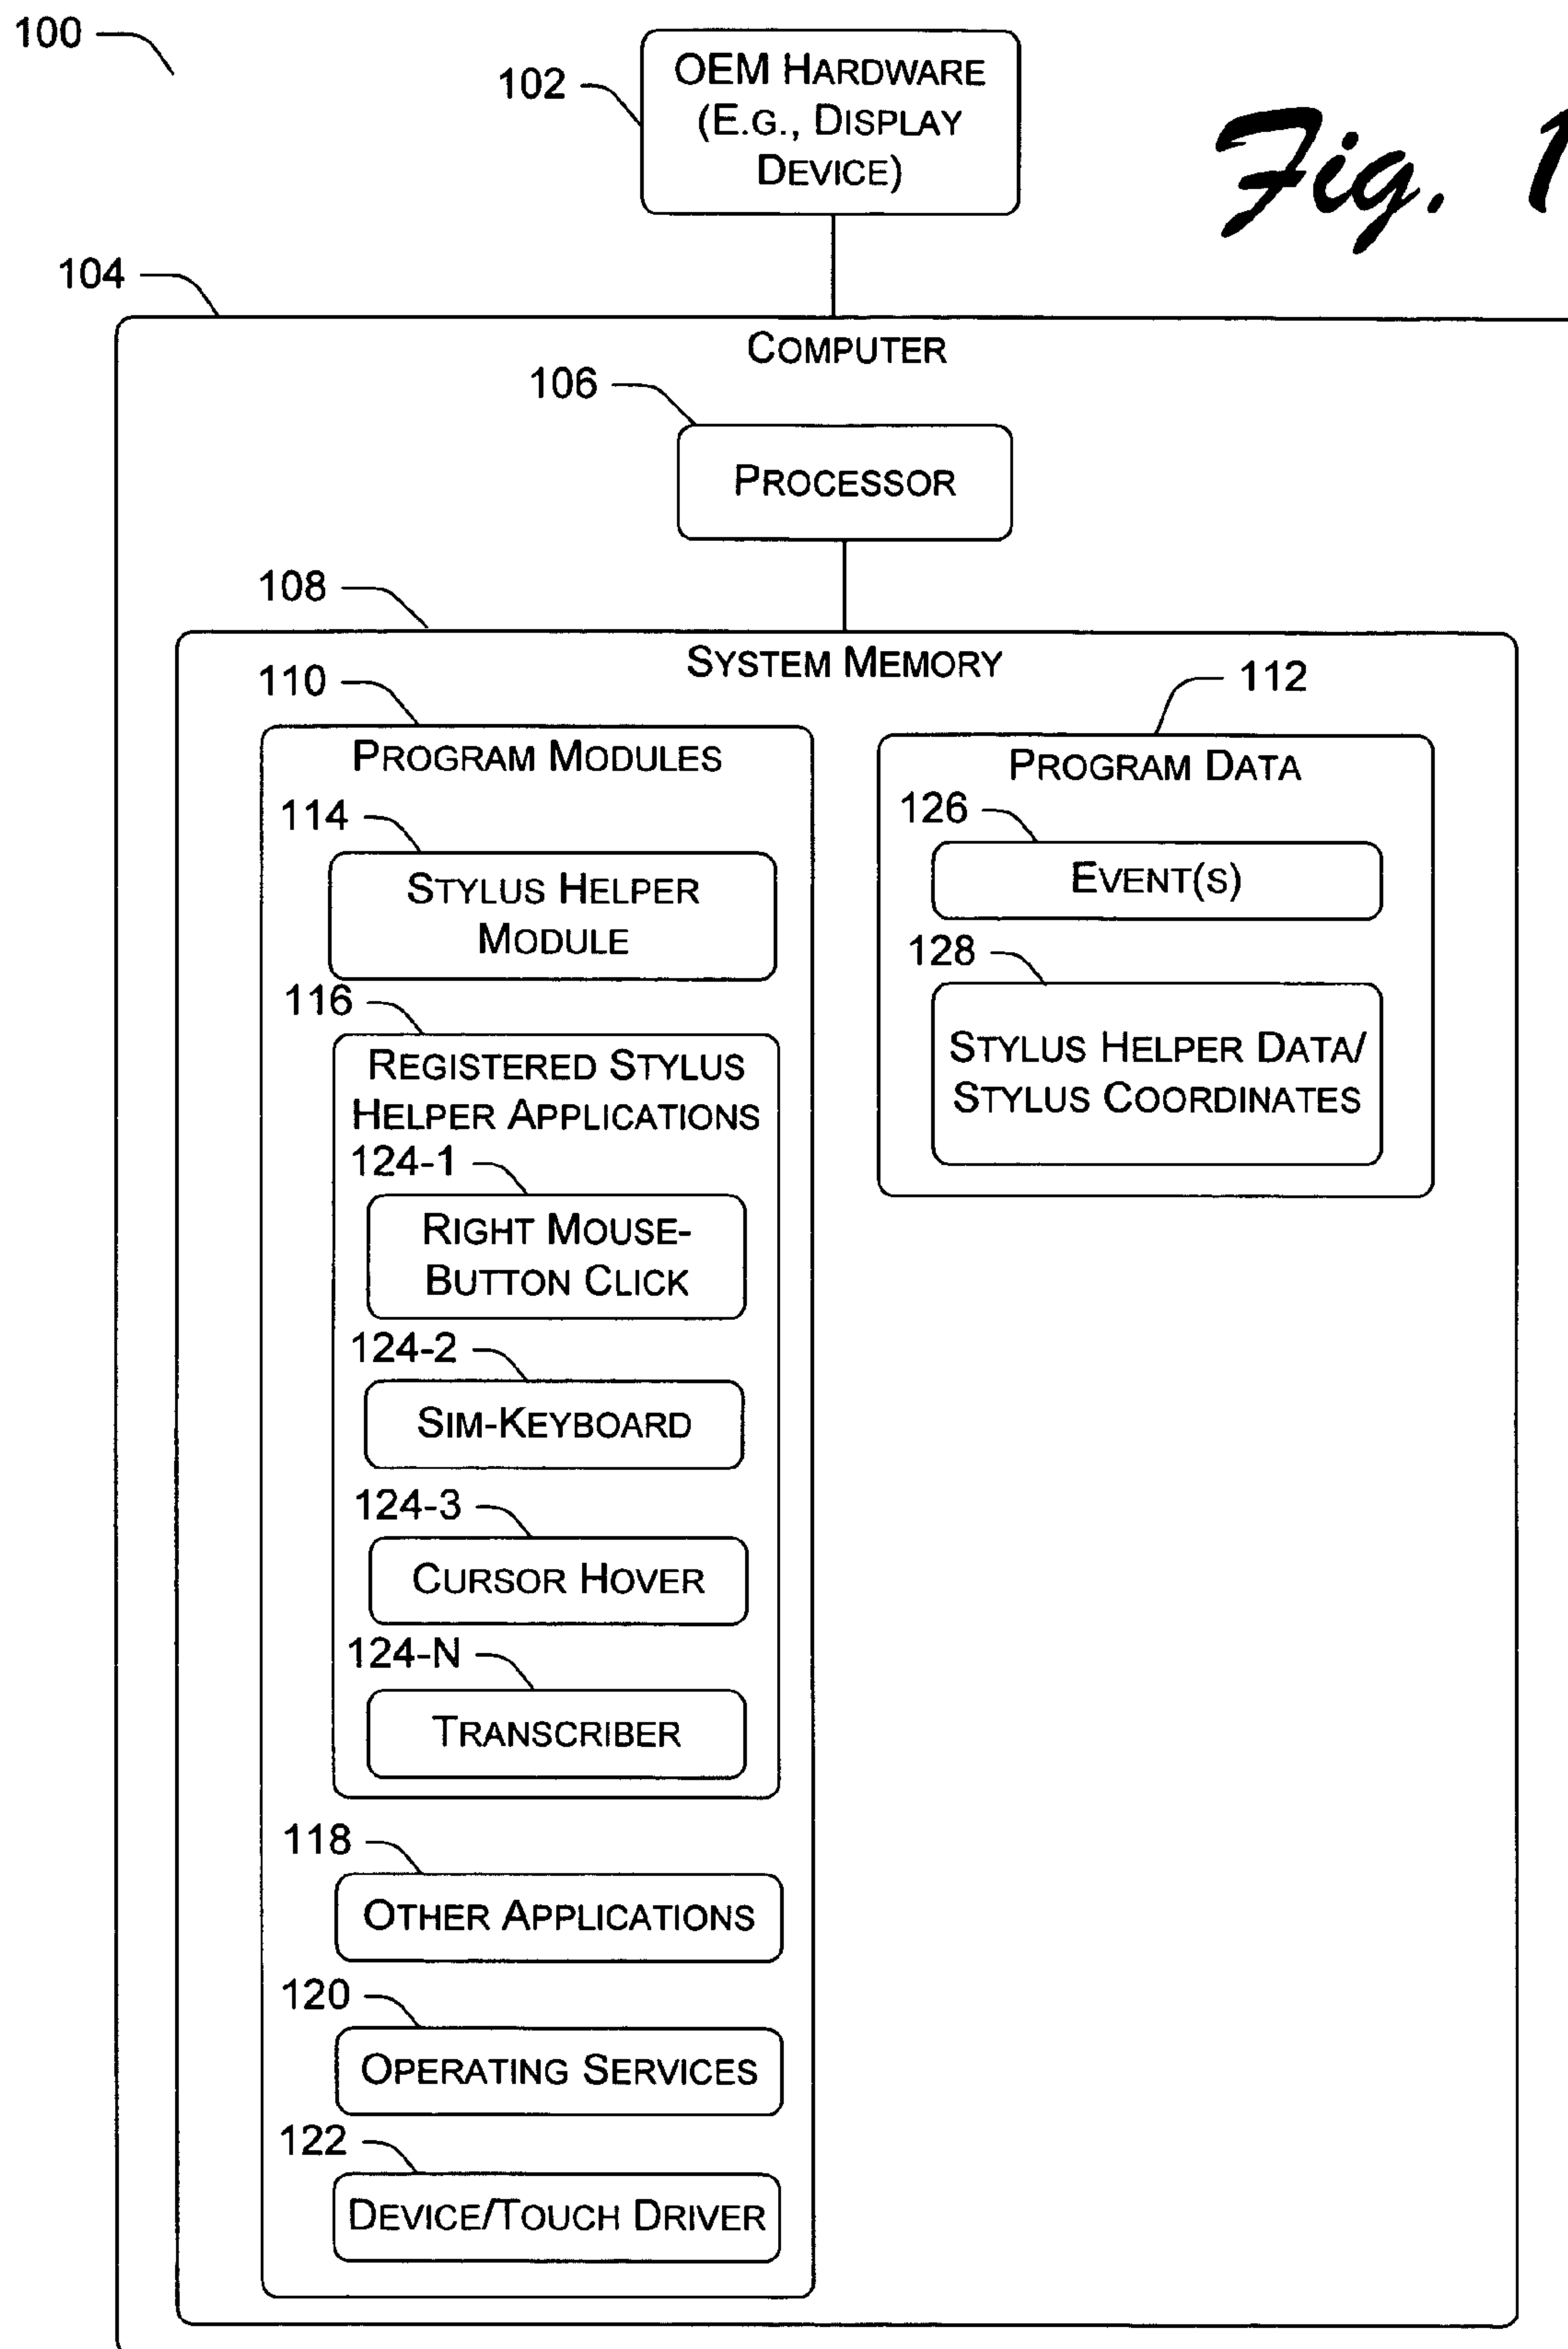 100
102
OEM HARDWARE
(E.G., DISPLAY
DEVICE)
Fig. 1
104
COMPUTER
106
PROCESSOR
108
SYSTEM MEMORY
110
PROGRAM MODULES
114
STYLUS HELPER
MODULE
116
REGISTERED STYLUS
HELPER APPLICATIONS
124-1
RIGHT MOUSE-
BUTTON CLICK
124-2
SIM-KEYBOARD
124-3
CURSOR HOVER
124-N
TRANSCRIBER
118
OTHER APPLICATIONS
120
OPERATING SERVICES
122
DEVICE/TOUCH DRIVER
112
PROGRAM DATA
126
EVENT(S)
128
STYLUS HELPER DATA/
STYLUS COORDINATES